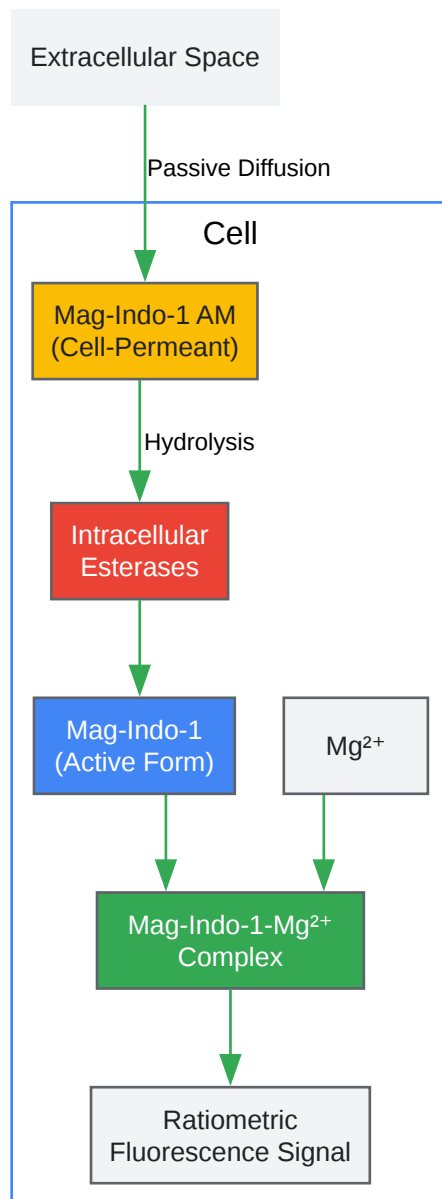 Extracellular Space
Passive Diffusion
Cell
Mag-Indo-1 AM
(Cell-Permeant)
Hydrolysis
Intracellular
Esterases
Mag-Indo-1
(Active Form)
Mg²⁺
Mag-Indo-1-Mg²⁺
Complex
Ratiometric
Fluorescence Signal